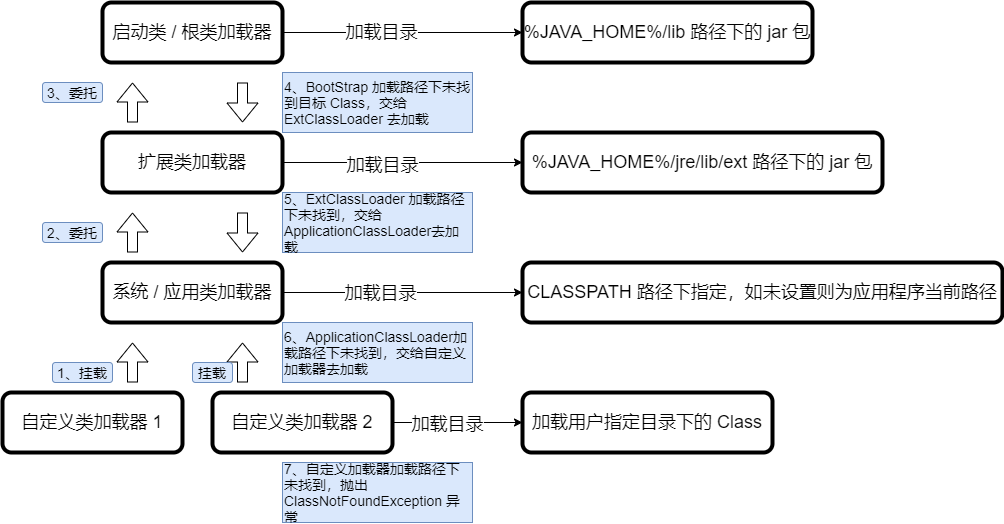 启动类 / 根类加载器
加载目录
%JAVA_HOME%/lib 路径下的 jar 包
3、委托
4、BootStrap 加载路径下未找
到目标 Class，交给
ExtClassLoader 去加载
扩展类加载器
加载目录
%JAVA_HOME%/jre/lib/ext 路径下的 jar 包
2、委托
5、ExtClassLoader 加载路径
下未找到，交给
ApplicationClassLoader去加
载
系统 / 应用类加载器
加载目录
CLASSPATH 路径下指定，如未设置则为应用程序当前路径
1、挂载
挂载
6、ApplicationClassLoader加
载路径下未找到，交给自定义
加载器去加载
自定义类加载器 1
自定义类加载器 2
加载目录
加载用户指定目录下的 Class
7、自定义加载器加载路径下
未找到，抛出
ClassNotFoundException 异
常